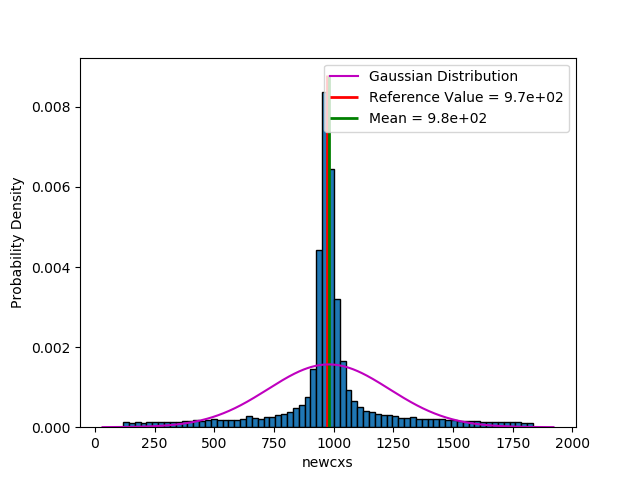 Gaussian Distribution
Reference Value = 9.7e+02
Mean = 9.8e+02
Probability Density
0.008
0.006
0.004
0.002
0.000
0 250 500 750 1000 1250 1500 1750 2000
newcxs